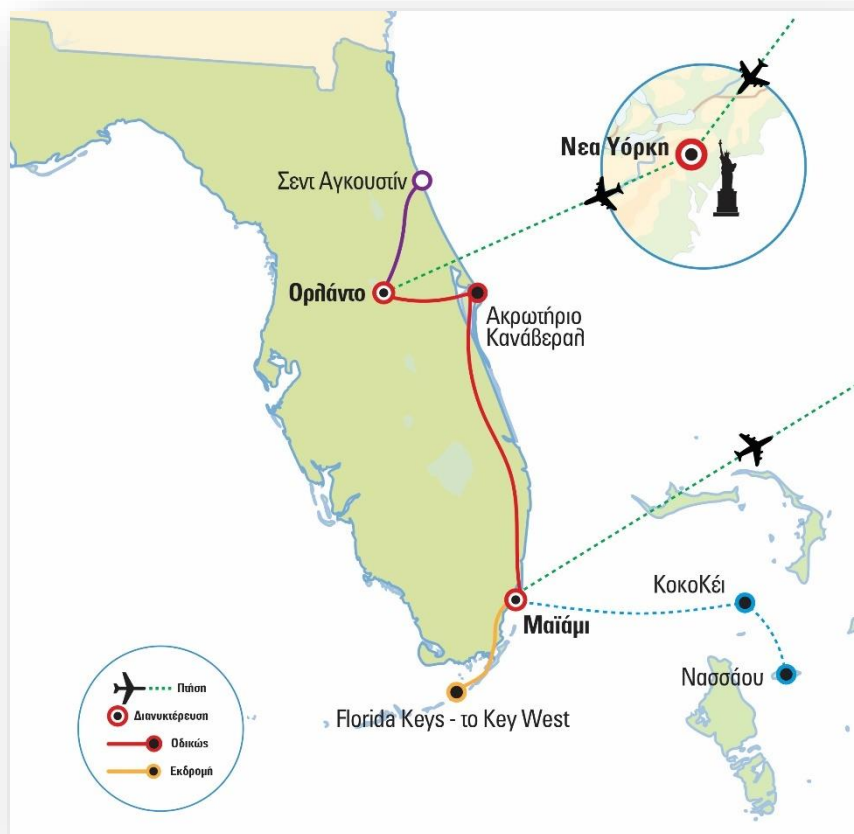 Νεα Υόρκη
Σεντ Αγκουστίν
Ορλάντο
Ακρωτήριο
Κανάβεραλ
ΚοκοΚέι
Μαϊάμι
Νασσάου
Florida Keys - το Key West
Πτήση
Διανυκτέρευση
Οδικώς
Εκδρομή